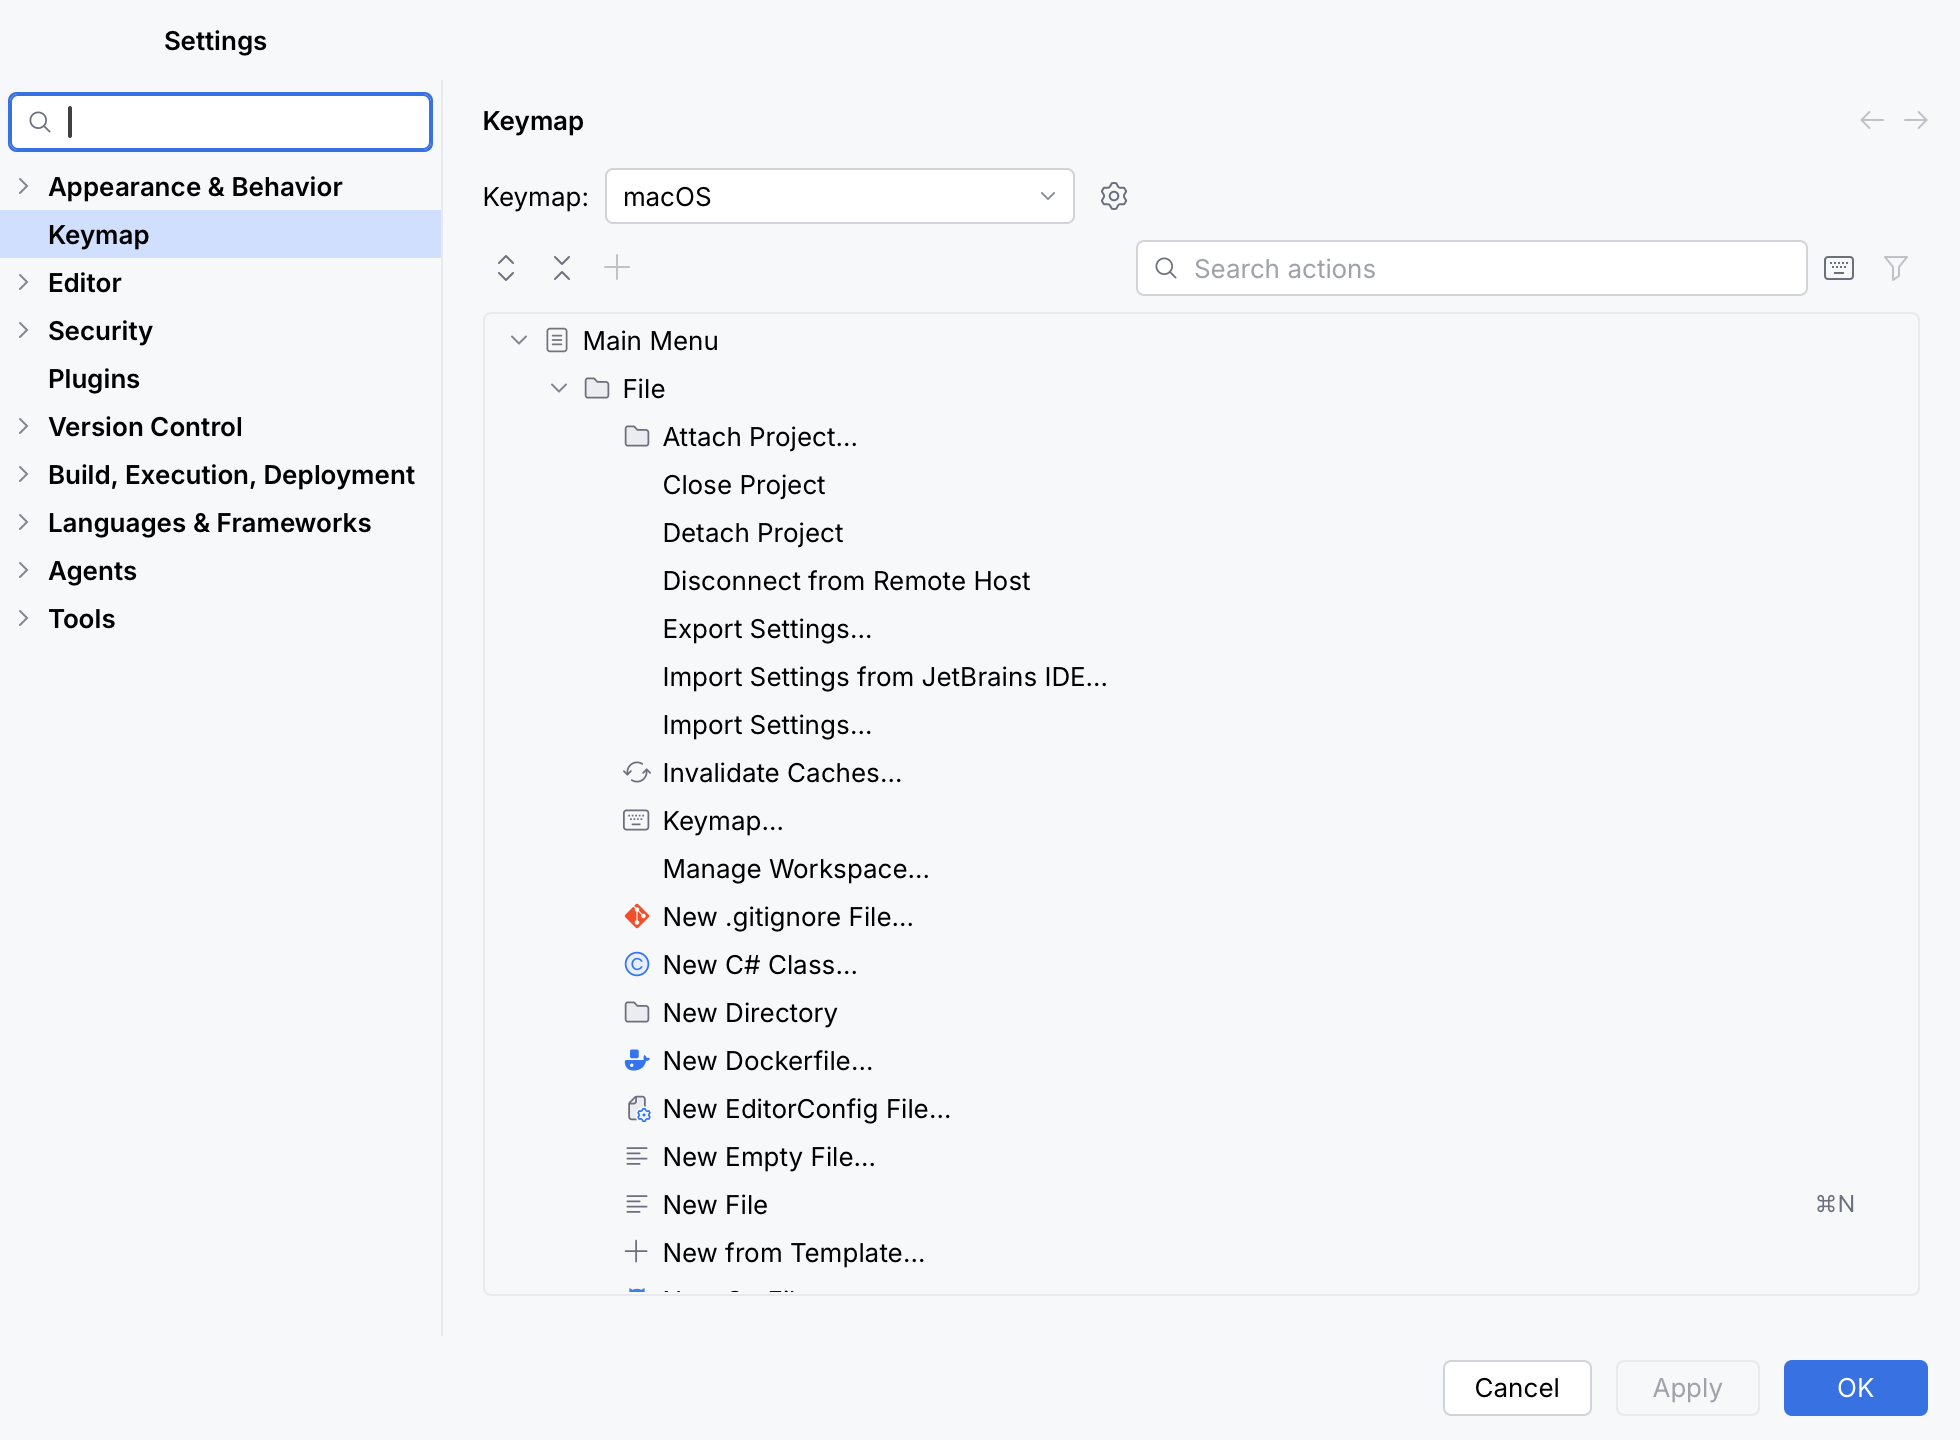 Settings
Appearance & Behavior
Keymap
Editor
Security
Plugins
Version Control
Build, Execution, Deployment
Languages & Frameworks
Agents
Tools
Keymap
Keymap: macOS
Search actions
Main Menu
File
Attach Project...
Close Project
Detach Project
Disconnect from Remote Host
Export Settings...
Import Settings from JetBrains IDE...
Import Settings...
Invalidate Caches...
Keymap...
Manage Workspace...
New .gitignore File...
New C# Class...
New Directory
New Dockerfile...
New EditorConfig File...
New Empty File...
New File ⌘N
New from Template...
Cancel Apply OK